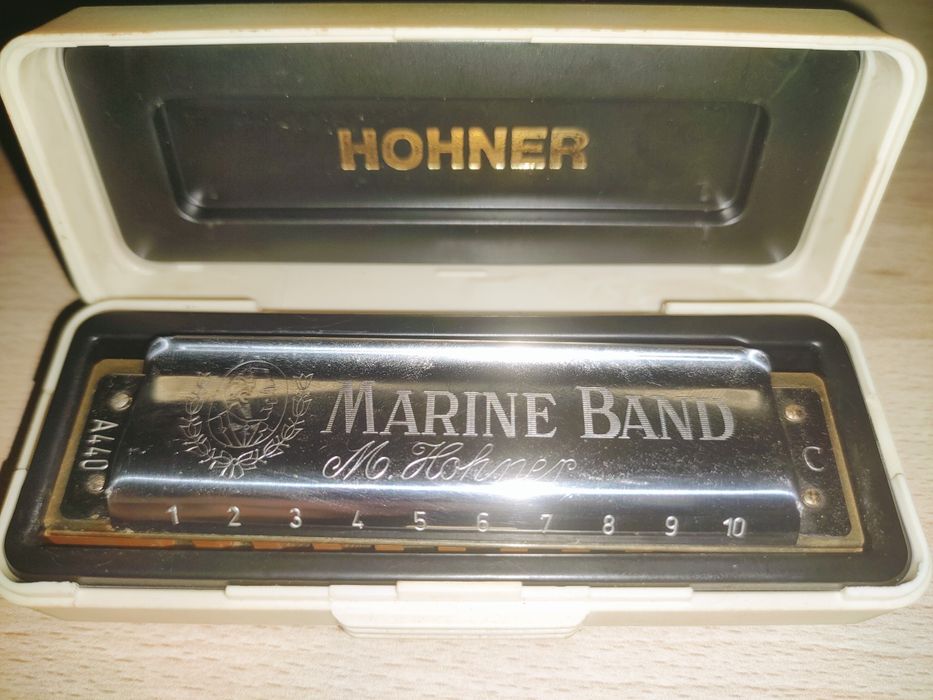 HOHNER
MARINE BAND
M. Hohner
A440
C
1 2 3 4 5 6 7 8 9 10